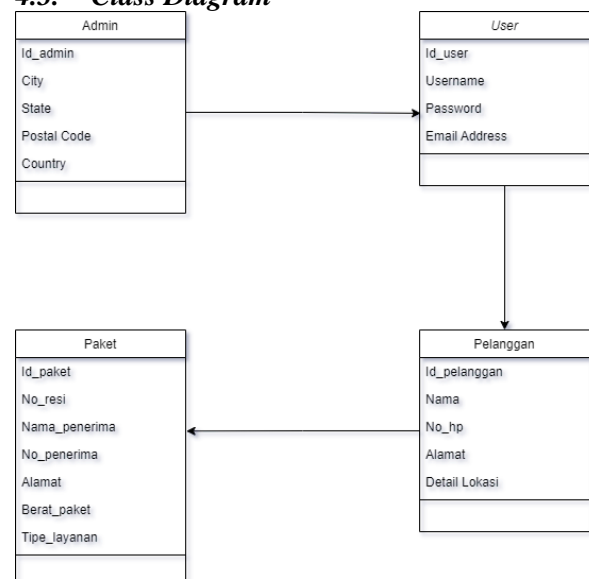 4.3. Class Diagram
Admin
Id_admin
City
State
Postal Code
Country
User
Id_user
Username
Password
Email Address
Paket
Id_paket
No_resi
Nama_penerima
No_penerima
Alamat
Berat_paket
Tipe_layanan
Pelanggan
Id_pelanggan
Nama
No_hp
Alamat
Detail Lokasi